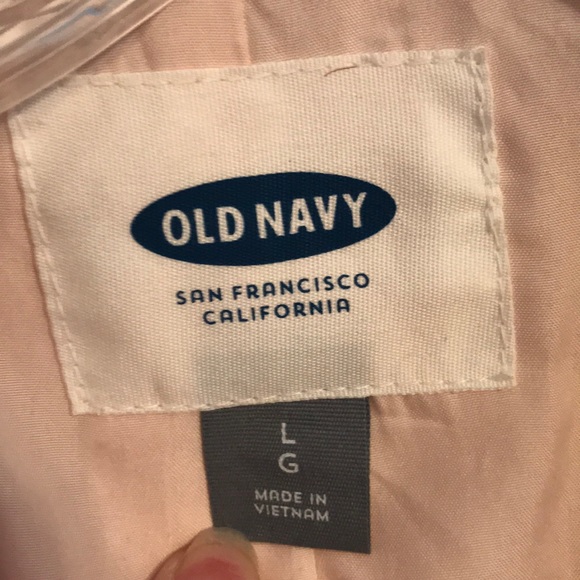 OLD NAVY
SAN FRANCISCO
CALIFORNIA
L
G
MADE IN
VIETNAM